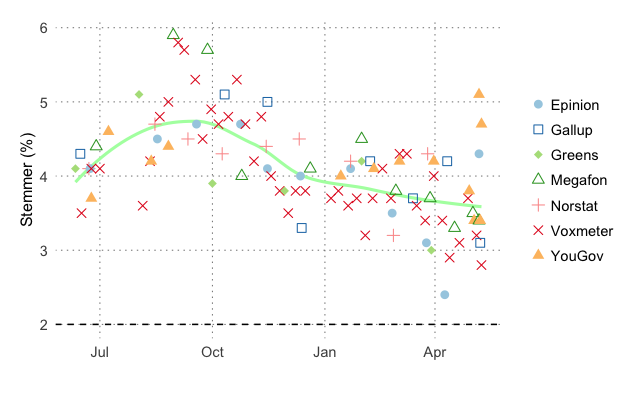 Stemmer (%)
6
5
4
3
2
Jul
Oct
Jan
Apr
Epinion
Gallup
Greens
Megafon
Norstat
Voxmeter
YouGov